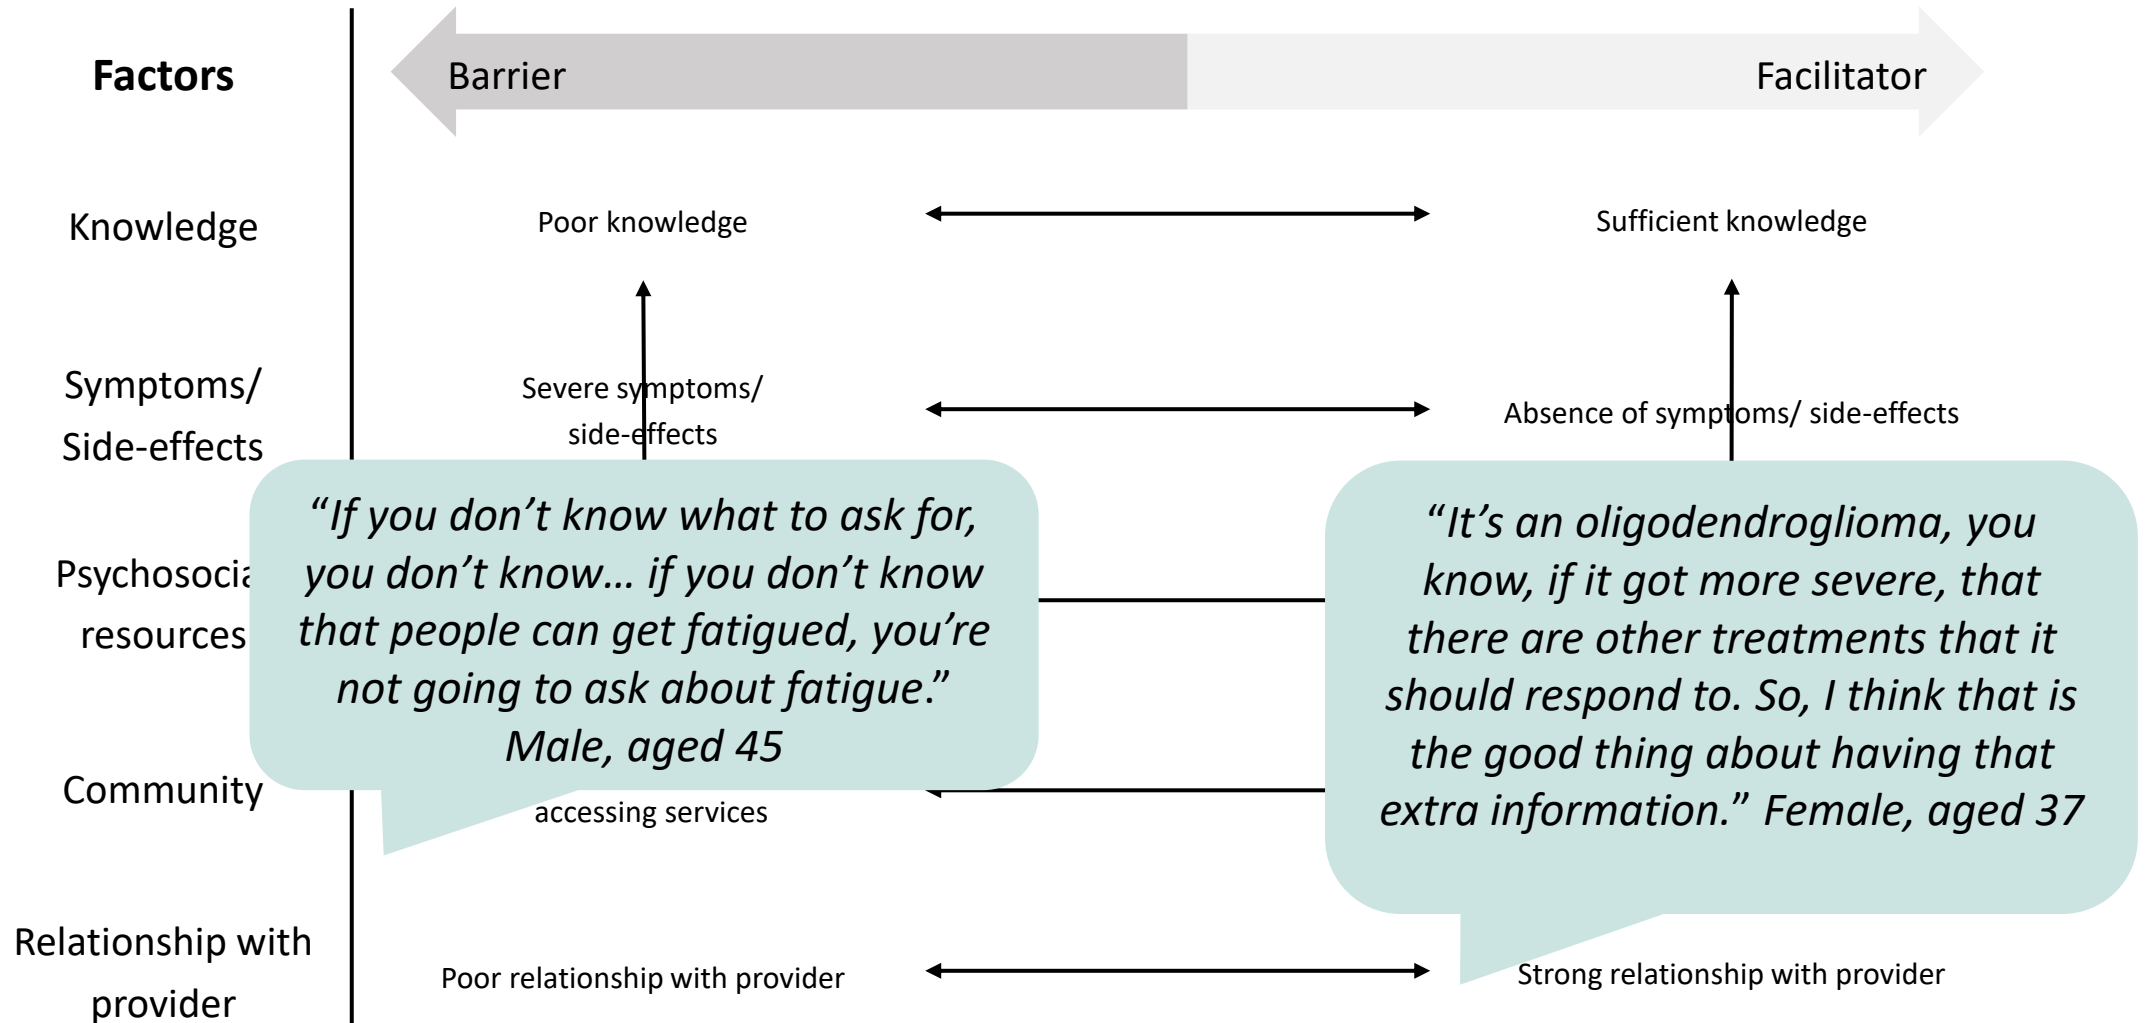 Factors
Barrier
Facilitator
Knowledge
Poor knowledge
Sufficient knowledge
Symptoms/
Side-effects
Severe symptoms/
side-effects
Absence of symptoms/ side-effects
Psychosocia
resources
“If you don’t know what to ask for,
you don’t know… if you don’t know
that people can get fatigued, you’re
not going to ask about fatigue.”
Male, aged 45
“It’s an oligodendroglioma, you
know, if it got more severe, that
there are other treatments that it
should respond to. So, I think that is
the good thing about having that
extra information.” Female, aged 37
Community
accessing services
Relationship with
provider
Poor relationship with provider
Strong relationship with provider